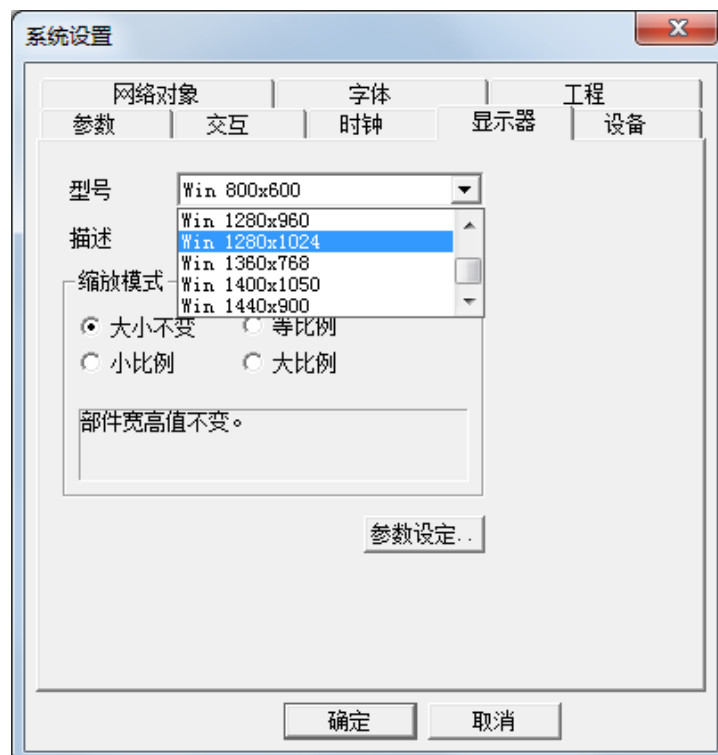 系统设置
网络对象 字体 工程
参数 交互 时钟 显示器 设备
型号 Win 800x600
Win 1280x960
描述 Win 1280x1024
Win 1360x768
缩放模式 Win 1400x1050
Win 1440x900
大小不变 等比例
小比例 大比例
部件宽高值不变。
参数设定..
确定 取消